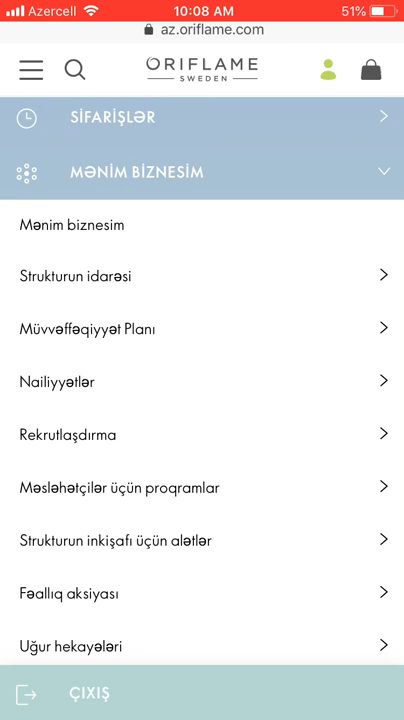 Azercell 10:08 AM 51%
az.oriflame.com
ORIFLAME
SWEDEN
SİFARİŞLƏR
MƏNİM BİZNESİM
Mənim biznesim
Strukturun idarəsi
Müvvəffəqiyyət Planı
Nailiyyətlər
Rekrutlaşdırma
Məsləhətçilər üçün proqramlar
Strukturun inkişafı üçün alətlər
Fəallıq aksiyası
Uğur hekayələri
ÇIXIŞ